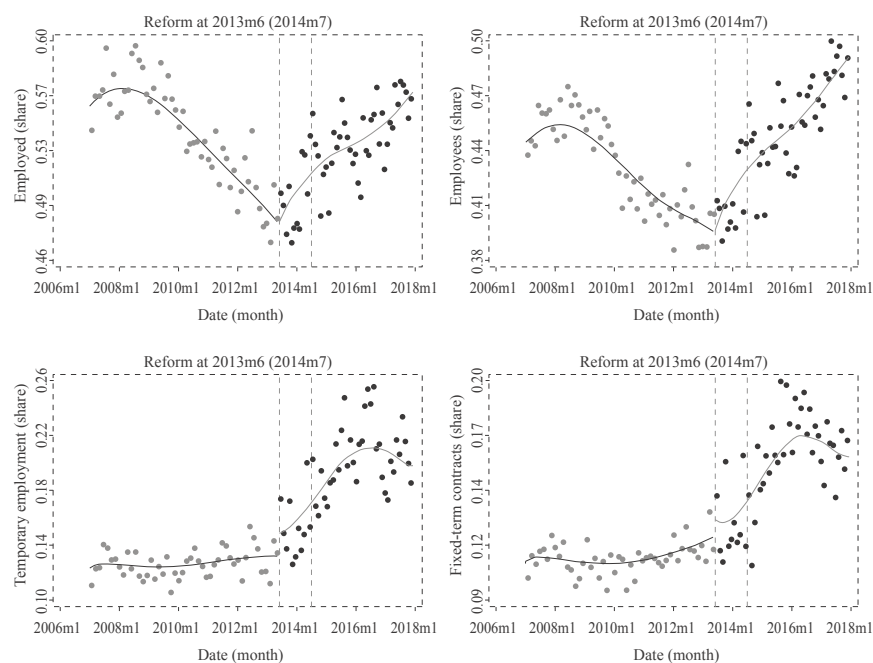 Reform at 2013m6 (2014m7)
Employed (share)
0.60
0.57
0.53
0.49
0.46
2006m1 2008m1 2010m1 2012m1 2014m1 2016m1 2018m1
Date (month)
Reform at 2013m6 (2014m7)
Employees (share)
0.50
0.47
0.44
0.41
0.38
2006m1 2008m1 2010m1 2012m1 2014m1 2016m1 2018m1
Date (month)
Reform at 2013m6 (2014m7)
Temporary employment (share)
0.26
0.22
0.18
0.14
0.10
2006m1 2008m1 2010m1 2012m1 2014m1 2016m1 2018m1
Date (month)
Reform at 2013m6 (2014m7)
Fixed-term contracts (share)
0.20
0.17
0.14
0.12
0.09
2006m1 2008m1 2010m1 2012m1 2014m1 2016m1 2018m1
Date (month)